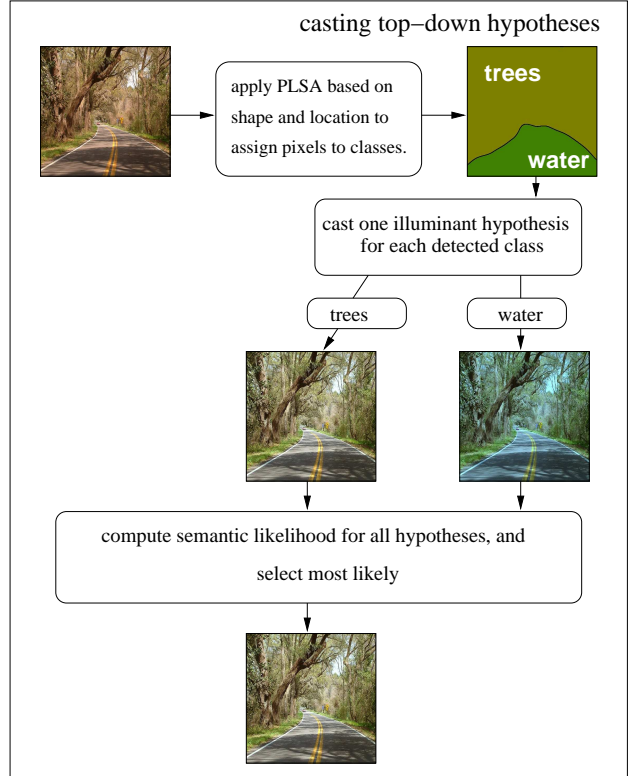 casting top−down hypotheses
apply PLSA based on
shape and location to
assign pixels to classes.
trees
water
cast one illuminant hypothesis
for each detected class
trees
water
compute semantic likelihood for all hypotheses, and
select most likely